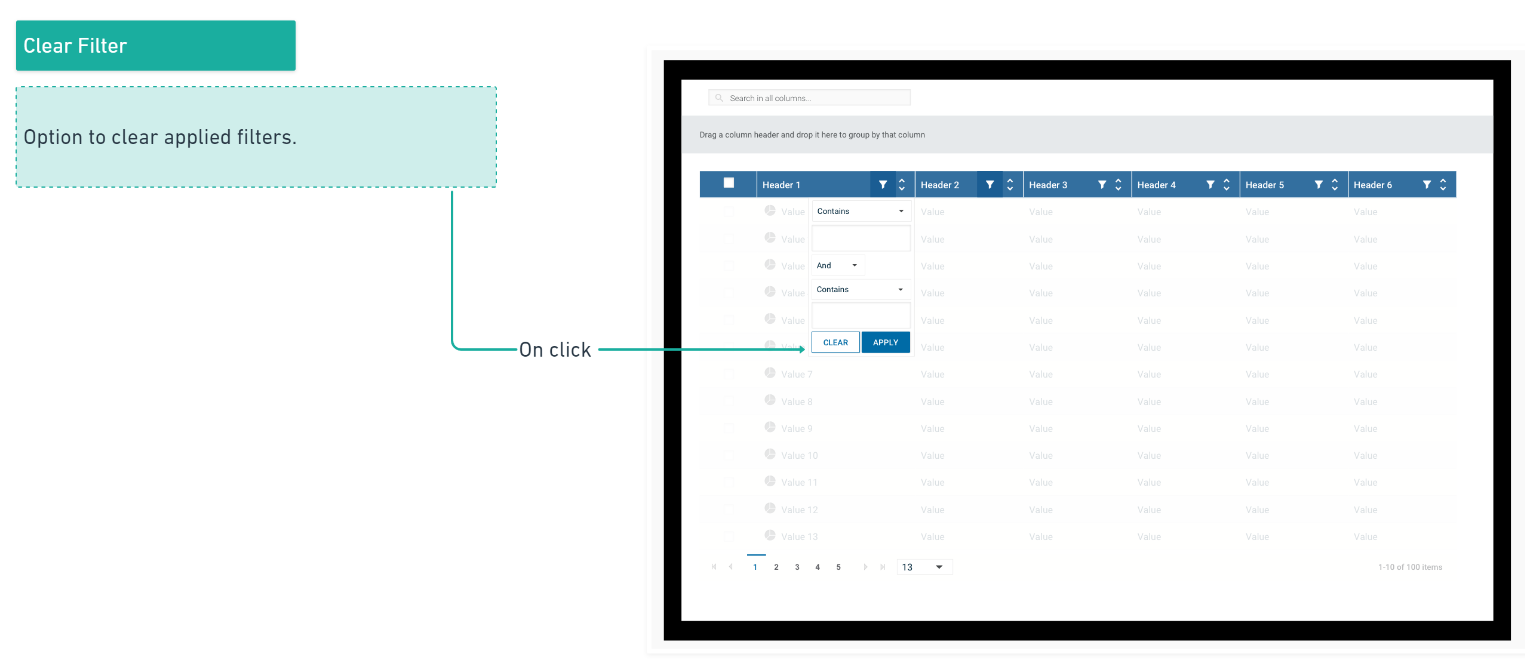 Clear Filter
Option to clear applied filters.
On click
Search in all columns...
Drag a column header and drop it here to group by that column
Header 1 Header 2 Header 3 Header 4 Header 5 Header 6
Value Contains Value Value Value Value Value
Value Value Value Value Value Value
Value And Value Value Value Value Value
Value Contains Value Value Value Value Value
Value Value Value Value Value Value
Value CLEAR APPLY Value Value Value Value Value
Value 7 Value Value Value Value Value
Value 8 Value Value Value Value Value
Value 9 Value Value Value Value Value
Value 10 Value Value Value Value Value
Value 11 Value Value Value Value Value
Value 12 Value Value Value Value Value
Value 13 Value Value Value Value Value
1 2 3 4 5 13 1-10 of 100 items